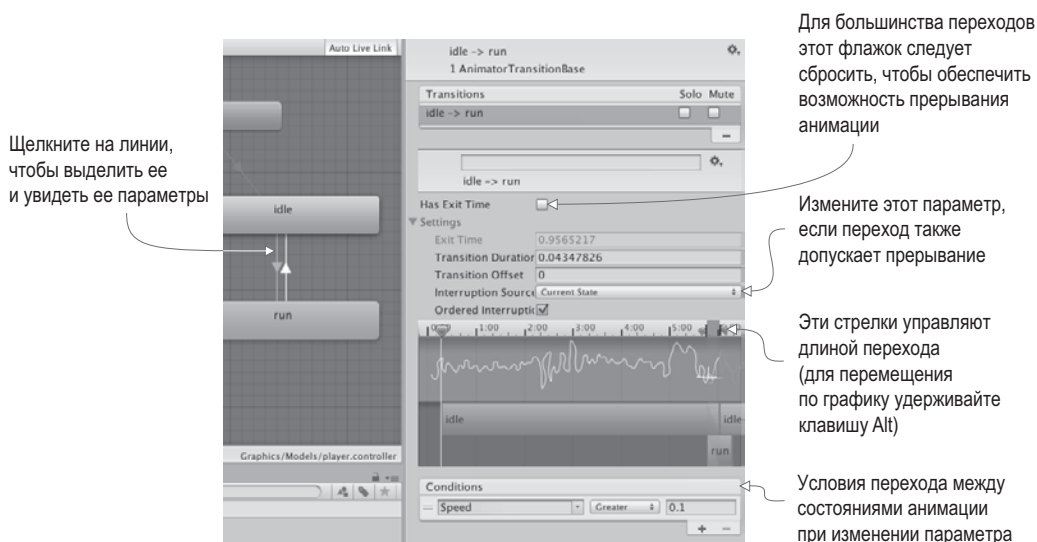 Щелкните на линии,
чтобы выделить ее
и увидеть ее параметры
Auto Live Link
idle
run
Graphics/Models/player.controller
idle -> run
1 AnimatorTransitionBase
Transitions Solo Mute
idle -> run
idle -> run
Has Exit Time
Settings
Exit Time 0.9565217
Transition Duration 0.04347826
Transition Offset 0
Interruption Source Current State
Ordered Interruptic
1:00 2:00 3:00 4:00 5:00
idle idle
run
Conditions
Speed Greater 0.1
Для большинства переходов
этот флажок следует
сбросить, чтобы обеспечить
возможность прерывания
анимации
Измените этот параметр,
если переход также
допускает прерывание
Эти стрелки управляют
длиной перехода
(для перемещения
по графику удерживайте
клавишу Alt)
Условия перехода между
состояниями анимации
при изменении параметра